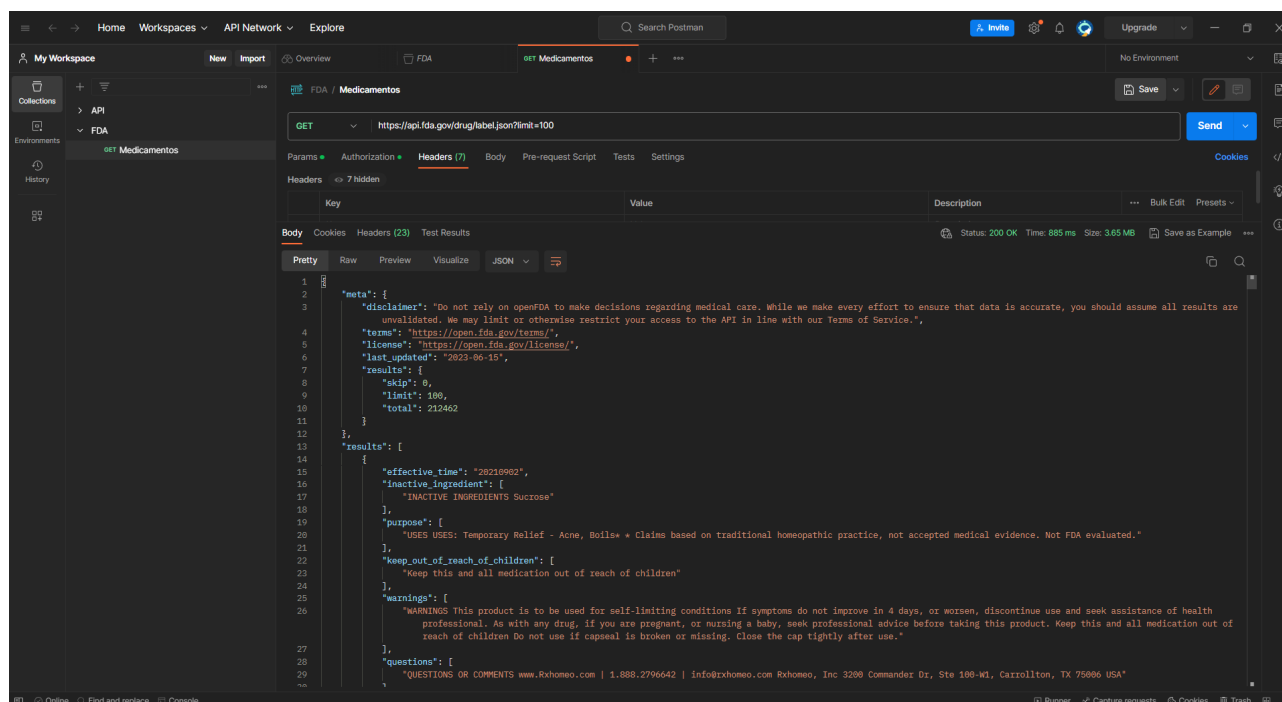 Home Workspaces API Network Explore Search Postman Invite Upgrade
My Workspace New Import Overview FDA GET Medicamentos No Environment
Collections
Environments
History
API
FDA
GET Medicamentos
HTTP FDA / Medicamentos Save
GET https://api.fda.gov/drug/label.json?limit=100 Send
Params Authorization Headers (7) Body Pre-request Script Tests Settings Cookies
Headers 7 hidden
Key Value Description Bulk Edit Presets
Body Cookies Headers (23) Test Results Status: 200 OK Time: 885 ms Size: 3.65 MB Save as Example
Pretty Raw Preview Visualize JSON
1 {
2 "meta": {
3 "disclaimer": "Do not rely on openFDA to make decisions regarding medical care. While we make every effort to ensure that data is accurate, you should assume all results are
unvalidated. We may limit or otherwise restrict your access to the API in line with our Terms of Service.",
4 "terms": "https://open.fda.gov/terms/",
5 "license": "https://open.fda.gov/license/",
6 "last_updated": "2023-06-15",
7 "results": {
8 "skip": 0,
9 "limit": 100,
10 "total": 212462
11 }
12 },
13 "results": [
14 {
15 "effective_time": "20210902",
16 "inactive_ingredient": [
17 "INACTIVE INGREDIENTS Sucrose"
18 ],
19 "purpose": [
20 "USES USES: Temporary Relief - Acne, Boils* * Claims based on traditional homeopathic practice, not accepted medical evidence. Not FDA evaluated."
21 ],
22 "keep_out_of_reach_of_children": [
23 "Keep this and all medication out of reach of children"
24 ],
25 "warnings": [
26 "WARNINGS This product is to be used for self-limiting conditions If symptoms do not improve in 4 days, or worsen, discontinue use and seek assistance of health
professional. As with any drug, if you are pregnant, or nursing a baby, seek professional advice before taking this product. Keep this and all medication out of
reach of children Do not use if capseal is broken or missing. Close the cap tightly after use."
27 ],
28 "questions": [
29 "QUESTIONS OR COMMENTS www.Rxhomeo.com | 1.888.2796642 | info@rxhomeo.com Rxhomeo, Inc 3200 Commander Dr, Ste 100-W1, Carrollton, TX 75006 USA"
Online Find and replace Console Runner Capture requests Cookies Trash